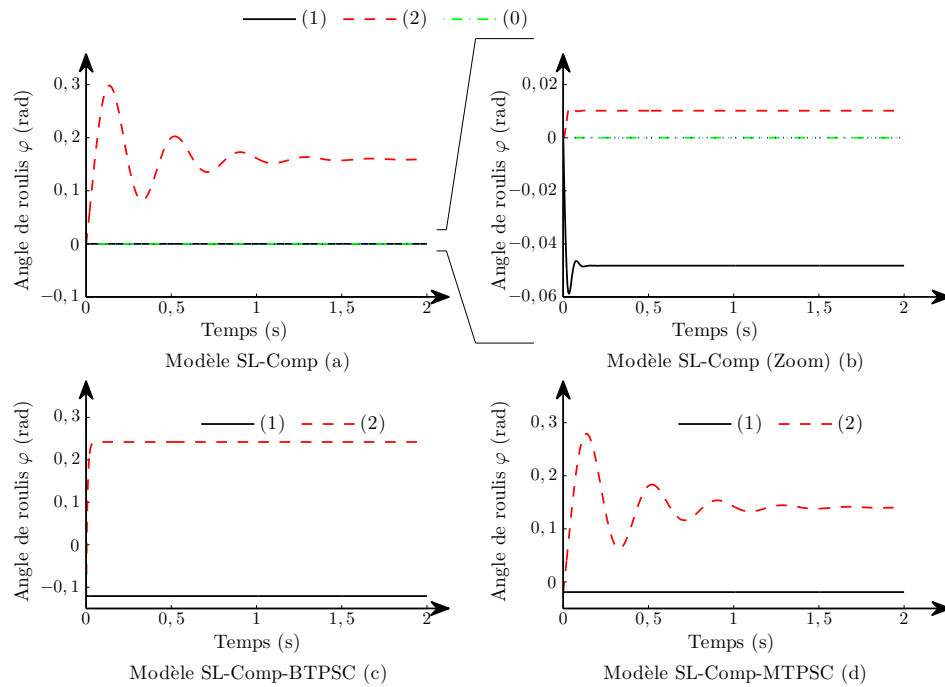 (1) (2) (0)
Angle de roulis φ (rad)
0, 3
0, 2
0, 1
0
−0, 1
0 0, 5 1 1, 5 2
Temps (s)
Modèle SL-Comp (a)
Angle de roulis φ (rad)
0, 02
0
−0, 02
−0, 04
−0, 06
0 0, 5 1 1, 5 2
Temps (s)
Modèle SL-Comp (Zoom) (b)
Angle de roulis φ (rad)
(1) (2)
0, 3
0, 2
0, 1
0
−0, 1
0 0, 5 1 1, 5 2
Temps (s)
Modèle SL-Comp-BTPSC (c)
Angle de roulis φ (rad)
(1) (2)
0, 3
0, 2
0, 1
0
0 0, 5 1 1, 5 2
Temps (s)
Modèle SL-Comp-MTPSC (d)